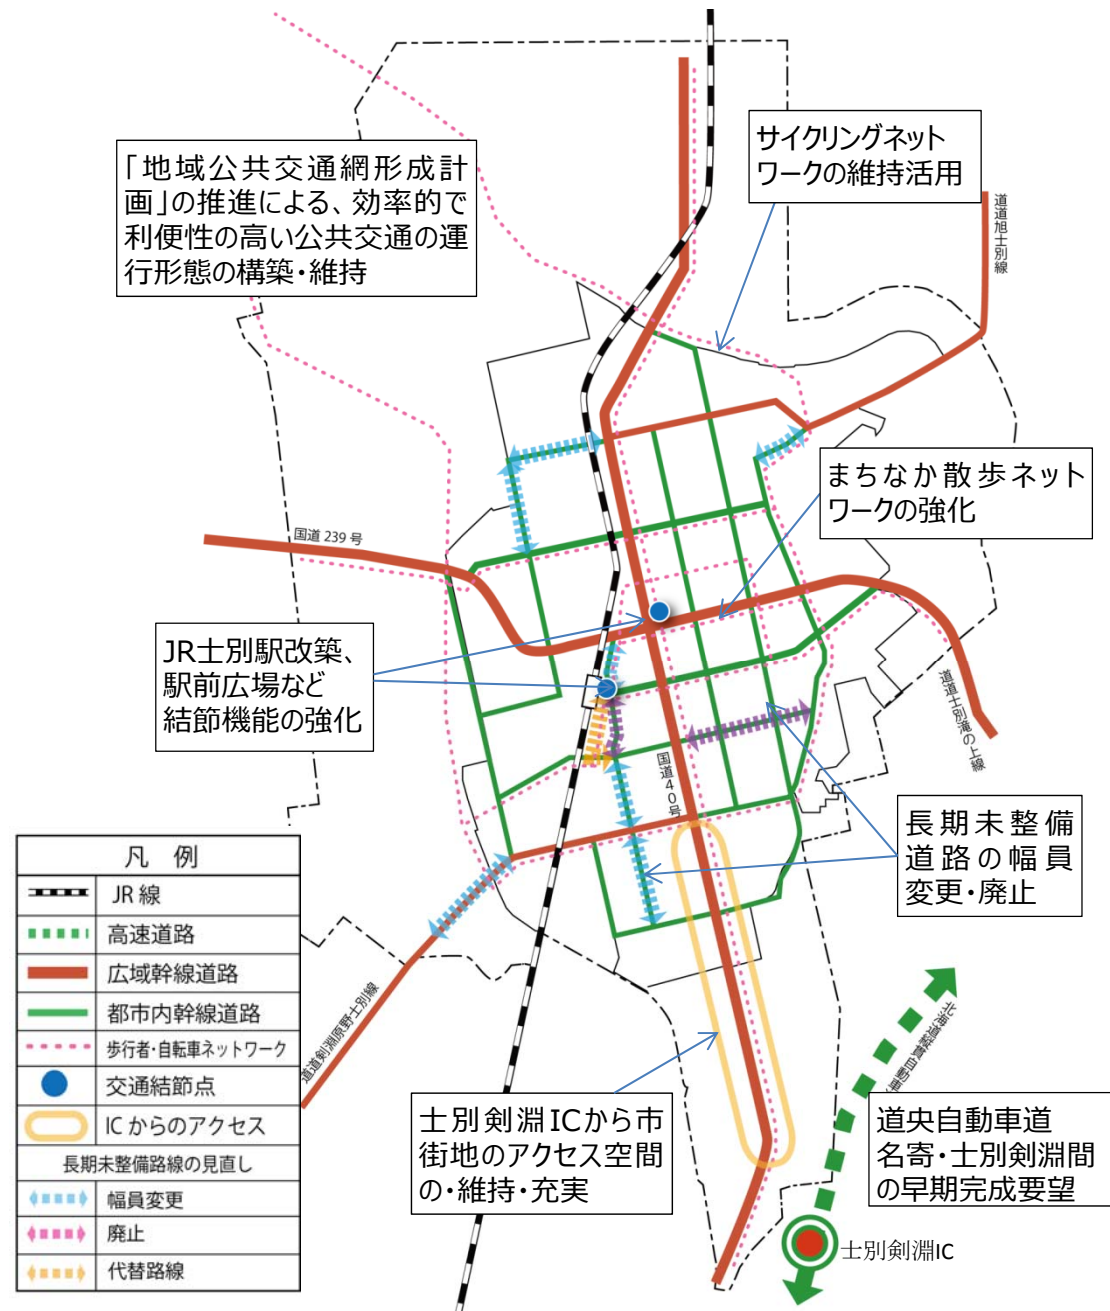 サイクリングネット
ワークの維持活用
「地域公共交通網形成計
画」の推進による、効率的で
利便性の高い公共交通の運
行形態の構築・維持
道道旭士別線
まちなか散歩ネット
ワークの強化
国道 239 号
JR士別駅改築、
駅前広場など
結節機能の強化
道道士別滝の上線
国道40号
長期未整備
道路の幅員
変更・廃止
凡 例
JR 線
高速道路
広域幹線道路
都市内幹線道路
歩行者・自転車ネットワーク
交通結節点
IC からのアクセス
長期未整備路線の見直し
幅員変更
廃止
代替路線
道道剣淵原野士別線
士別剣淵ICから市
街地のアクセス空間
の・維持・充実
北海道縦貫自動車
道央自動車道
名寄・士別剣淵間
の早期完成要望
士別剣淵IC